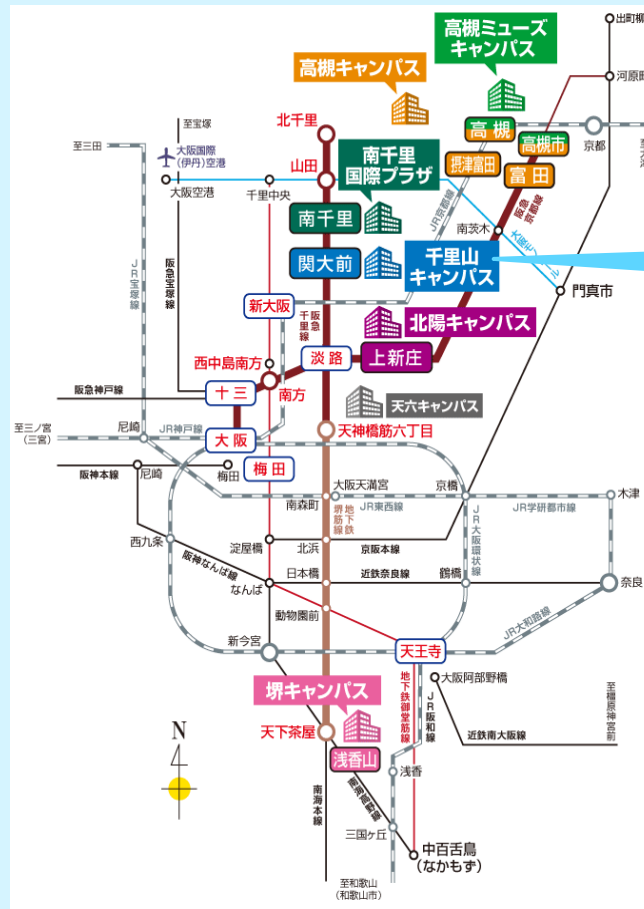 高槻ミューズ
キャンパス
出町柳
高槻キャンパス
河原町
至宝塚
北千里
高槻
高槻市
京都
至三田
大阪国際
(伊丹)空港
山田
南千里
国際プラザ
摂津富田
富田
大阪空港
千里中央
JR京都線
阪急
京都線
南千里
南茨木
大阪モノレール
JR宝塚線
阪急宝塚線
関大前
千里山
キャンパス
門真市
新大阪
阪急
千里線
北陽キャンパス
西中島南方
淡路
上新庄
阪急神戸線
十三
南方
天六キャンパス
至三ノ宮
(三宮)
尼崎
JR神戸線
大阪
天神橋筋六丁目
阪神本線
尼崎
梅田
梅田
大阪天満宮
京橋
木津
南森町
JR東西線
JR学研都市線
地下鉄
堺筋線
西九条
淀屋橋
北浜
京阪本線
JR大阪環状線
阪神なんば線
なんば
日本橋
近鉄奈良線
鶴橋
奈良
動物園前
JR大和路線
新今宮
天王寺
堺キャンパス
地下鉄御堂筋線
JR阪和線
大阪阿部野橋
至橿原神宮前
N
天下茶屋
近鉄南大阪線
浅香山
浅香
南海本線
南海高野線
三国ヶ丘
中百舌鳥
(なかもず)
至和歌山
(和歌山市)